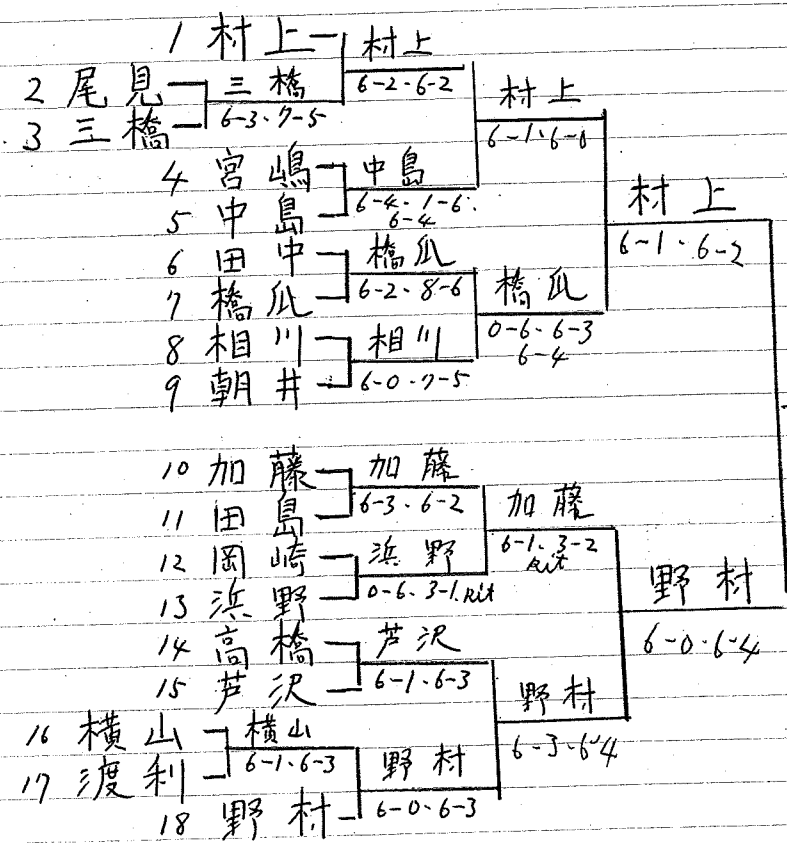 1 村上 村上
2 尾見 三橋 6-2・6-2 村上
3 三橋 6-3・7-5 6-1・6-0
4 宮嶋 中島
5 中島 6-4・1-6・ 村上
6-4 6-1・6-2
6 田中 橋瓜
7 橋瓜 6-2・8-6 橋瓜
8 相川 相川 0-6・6-3
9 朝井 6-0・7-5 6-4
10 加藤 加藤
11 田島 6-3・6-2 加藤
12 岡崎 浜野 6-1・3-2
13 浜野 0-6・3-1.rit rit 野村
14 高橋 芦沢 6-0・6-4
15 芦沢 6-1・6-3 野村
16 横山 横山 6-3・6-4
17 渡利 6-1・6-3 野村
18 野村 6-0・6-3